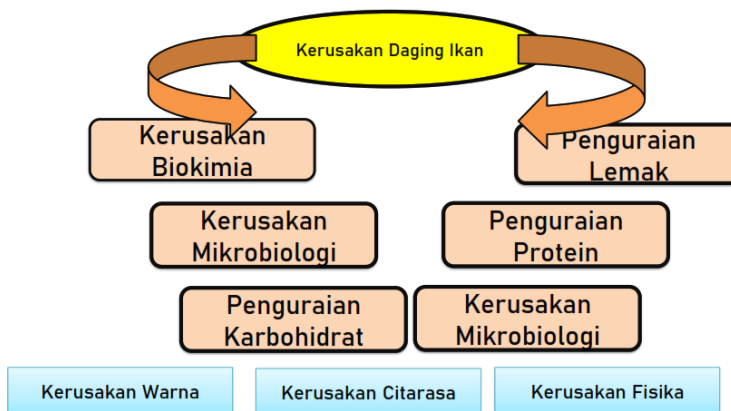 Kerusakan Daging Ikan
Kerusakan
Biokimia
Penguraian
Lemak
Kerusakan
Mikrobiologi
Penguraian
Protein
Penguraian
Karbohidrat
Kerusakan
Mikrobiologi
Kerusakan Warna
Kerusakan Citarasa
Kerusakan Fisika